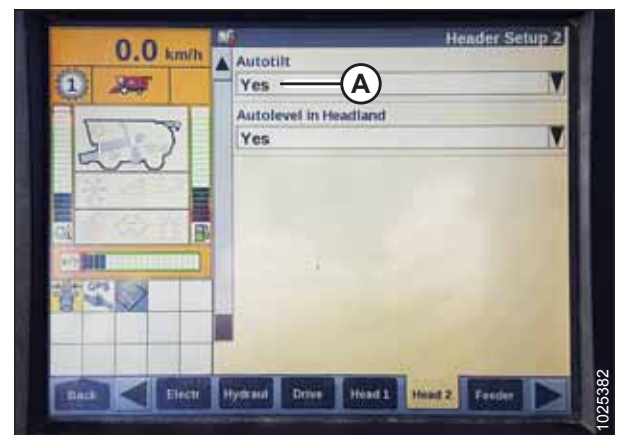 0.0 km/h
Header Setup 2
1
Autotilt
Yes
A
Autolevel in Headland
Yes
GPS
Back
Electr
Hydraul
Drive
Head 1
Head 2
Feeder
1025382